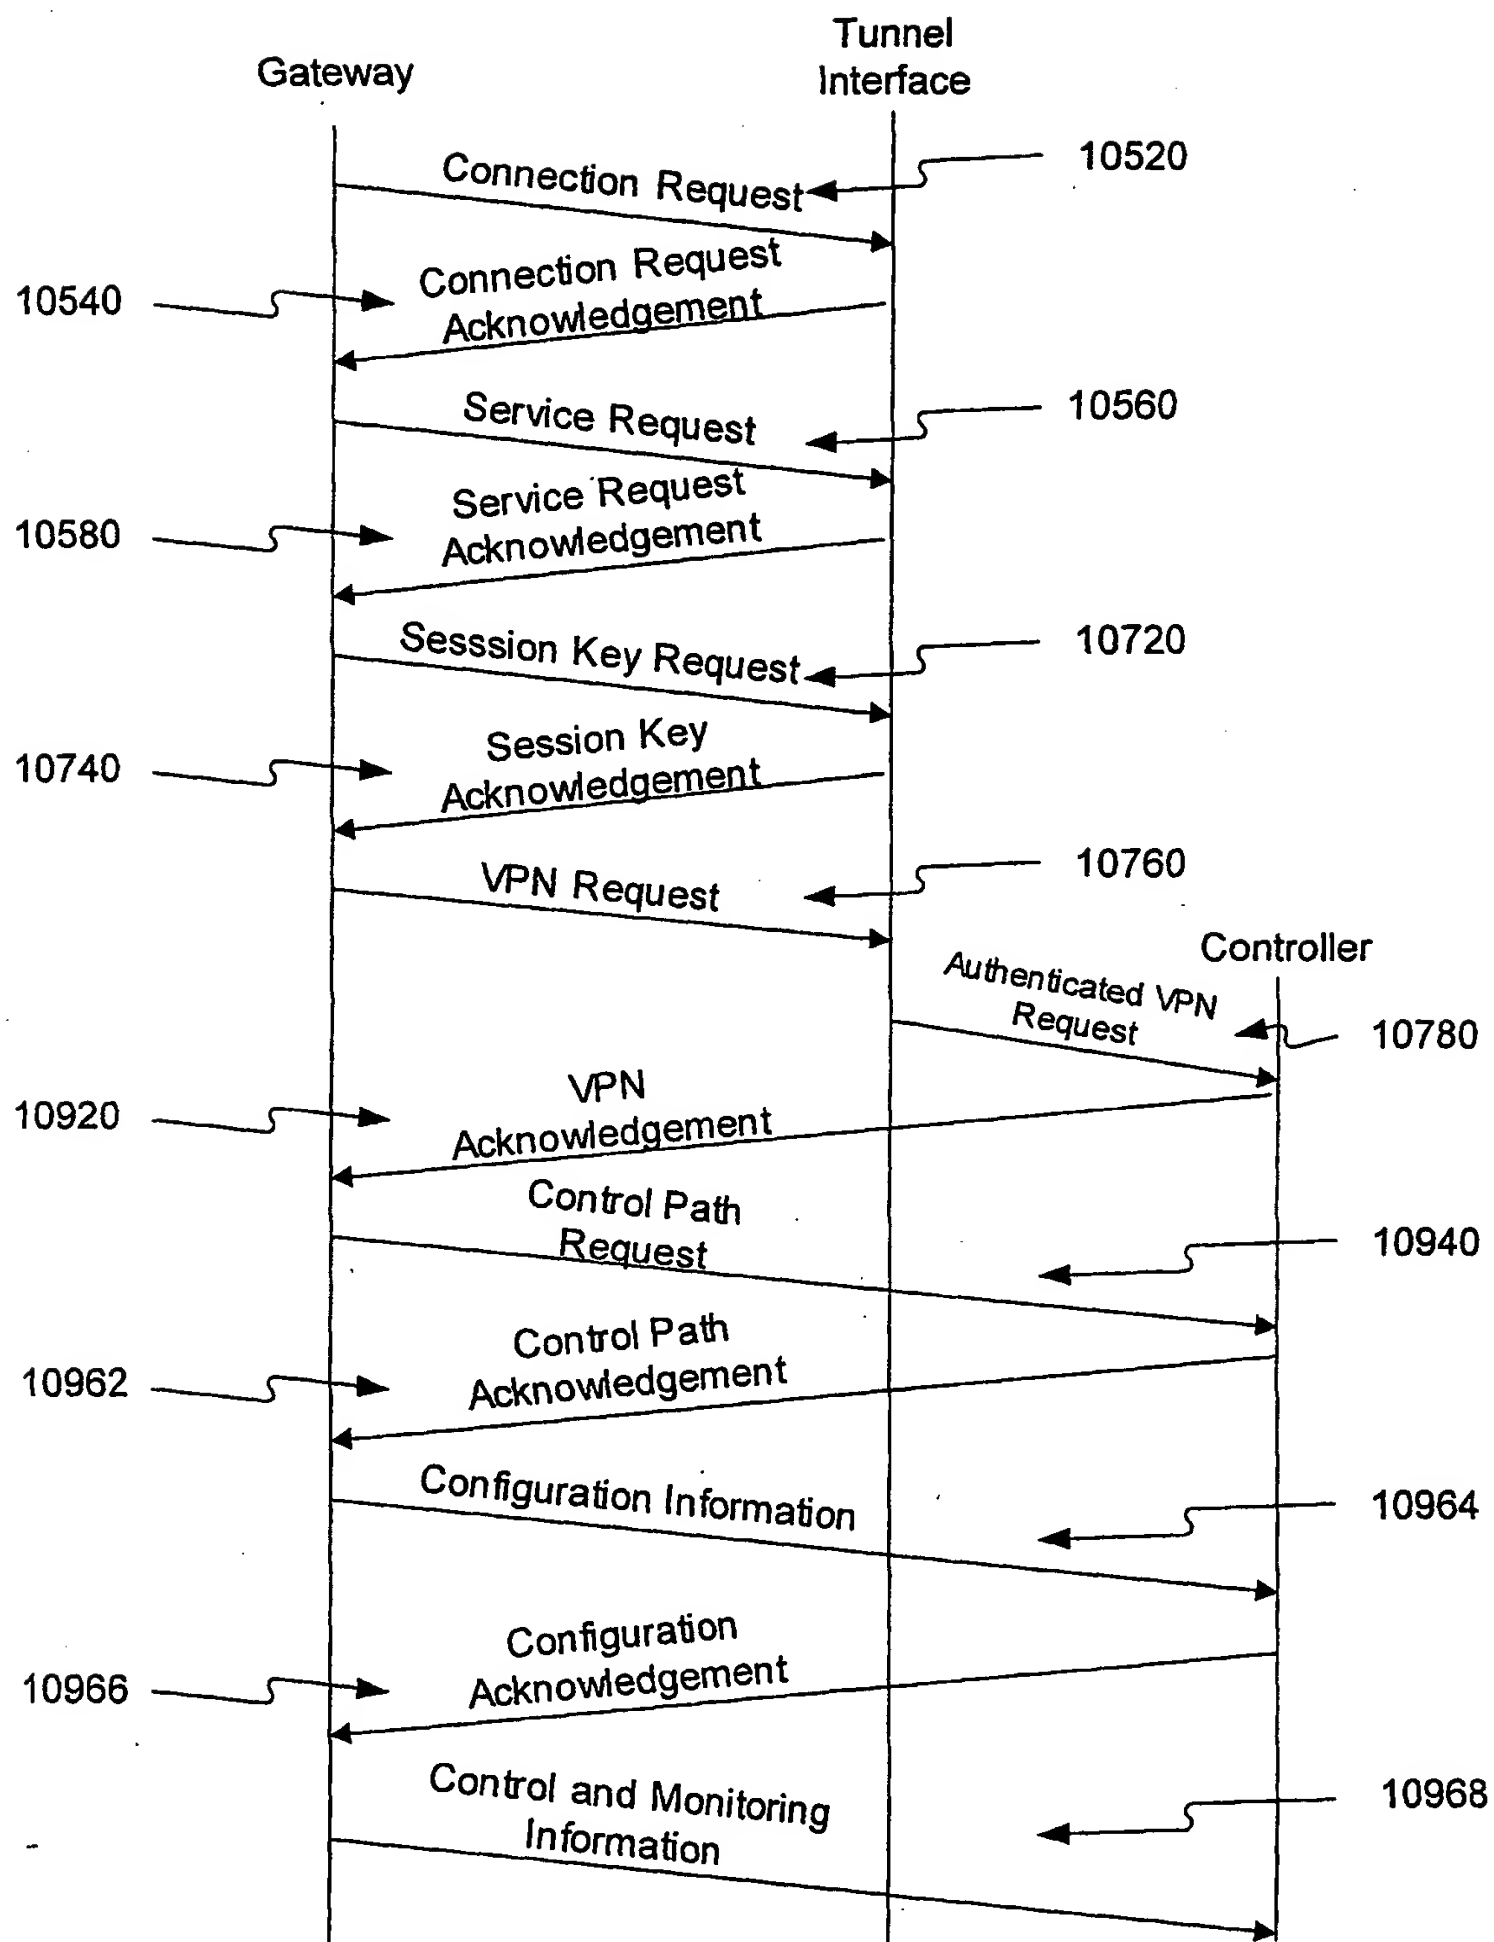 Gateway
Tunnel
Interface
Connection Request
10520
10540
Connection Request
Acknowledgement
Service Request
10560
10580
Service Request
Acknowledgement
Sesssion Key Request
10720
10740
Session Key
Acknowledgement
VPN Request
10760
Controller
Authenticated VPN
Request
10780
10920
VPN
Acknowledgement
Control Path
Request
10940
10962
Control Path
Acknowledgement
Configuration Information
10964
10966
Configuration
Acknowledgement
Control and Monitoring
Information
10968